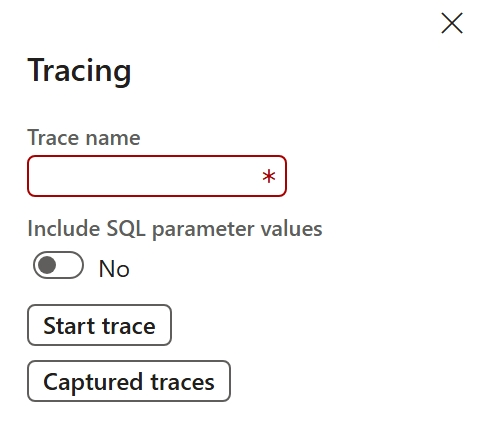 Tracing
Trace name
*
Include SQL parameter values
No
Start trace
Captured traces